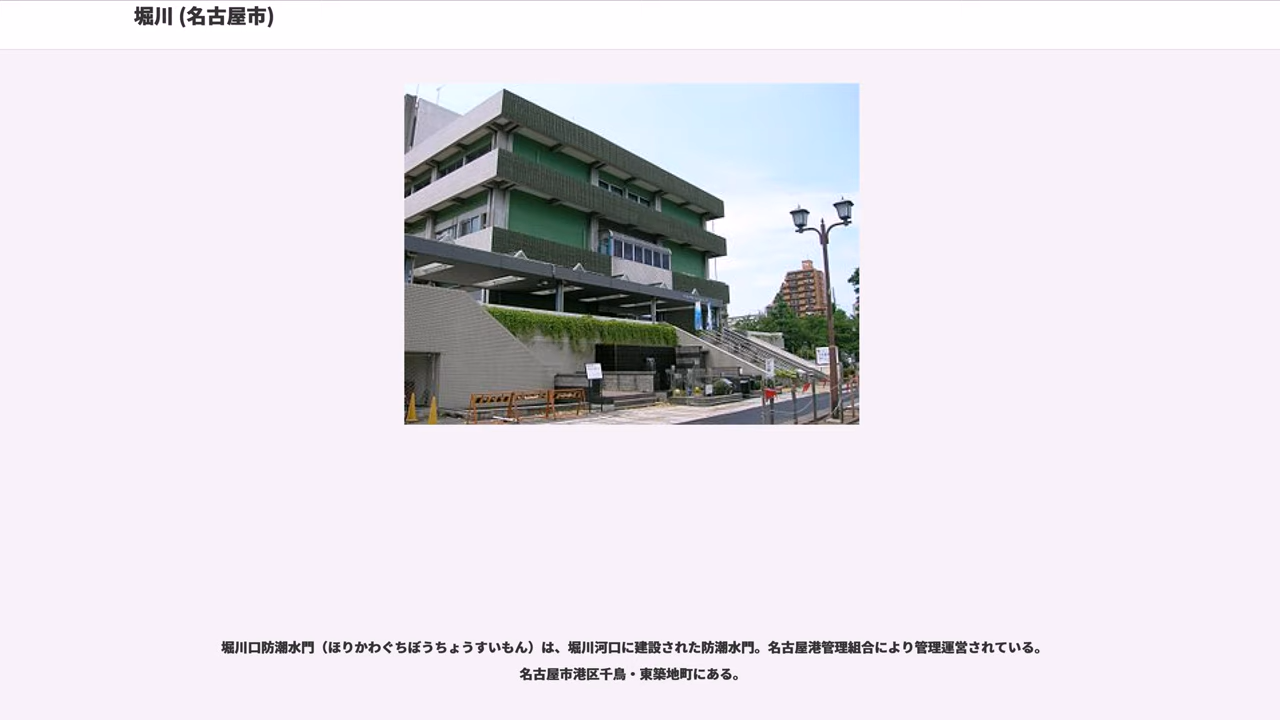 堀川 (名古屋市)
堀川口防潮水門（ほりかわぐちぼうちょうすいもん）は、堀川河口に建設された防潮水門。名古屋港管理組合により管理運営されている。
名古屋市港区千鳥・東築地町にある。